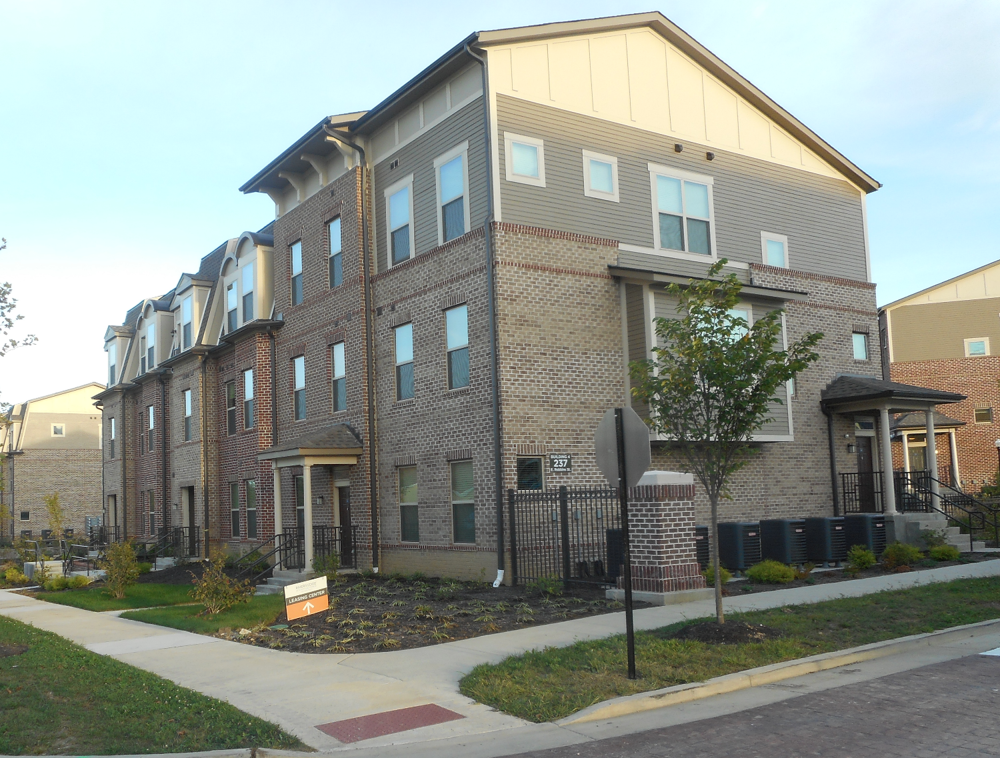 BUILDING 4
237
E. Robbins St.
LEASING CENTER